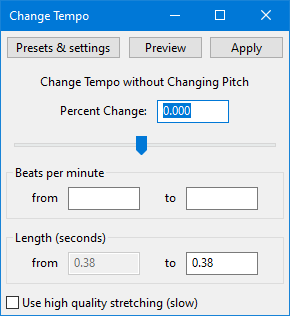 Change Tempo
Presets & settings Preview Apply
Change Tempo without Changing Pitch
Percent Change: 0.000
Beats per minute
from to
Length (seconds)
from 0.38 to 0.38
Use high quality stretching (slow)